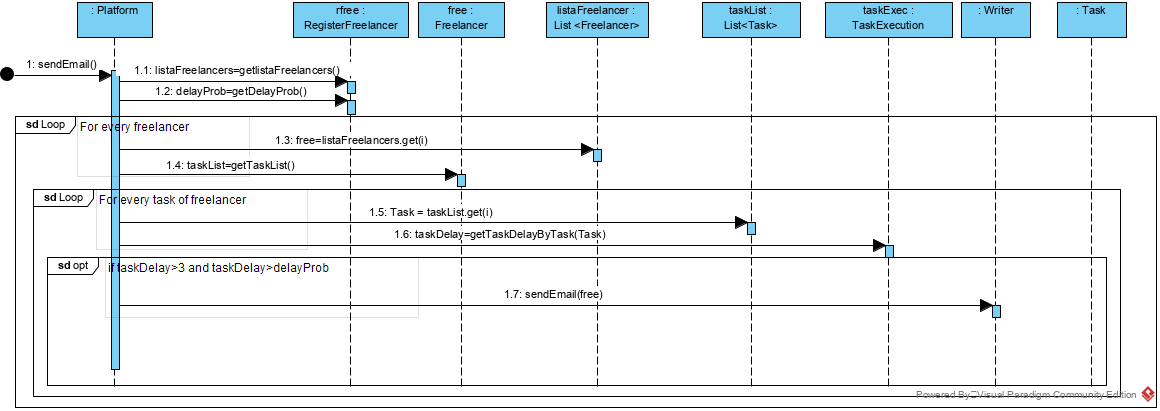 : Platform
rfree :
RegisterFreelancer
free :
Freelancer
listaFreelancer :
List <Freelancer>
taskList :
List<Task>
taskExec :
TaskExecution
: Writer
: Task
1: sendEmail()
1.1: listaFreelancers=getlistaFreelancers()
1.2: delayProb=getDelayProb()
sd Loop
For every freelancer
1.3: free=listaFreelancers.get(i)
1.4: taskList=getTaskList()
sd Loop
For every task of freelancer
1.5: Task = taskList.get(i)
1.6: taskDelay=getTaskDelayByTask(Task)
sd opt
if taskDelay>3 and taskDelay>delayProb
1.7: sendEmail(free)
Powered By Visual Paradigm Community Edition